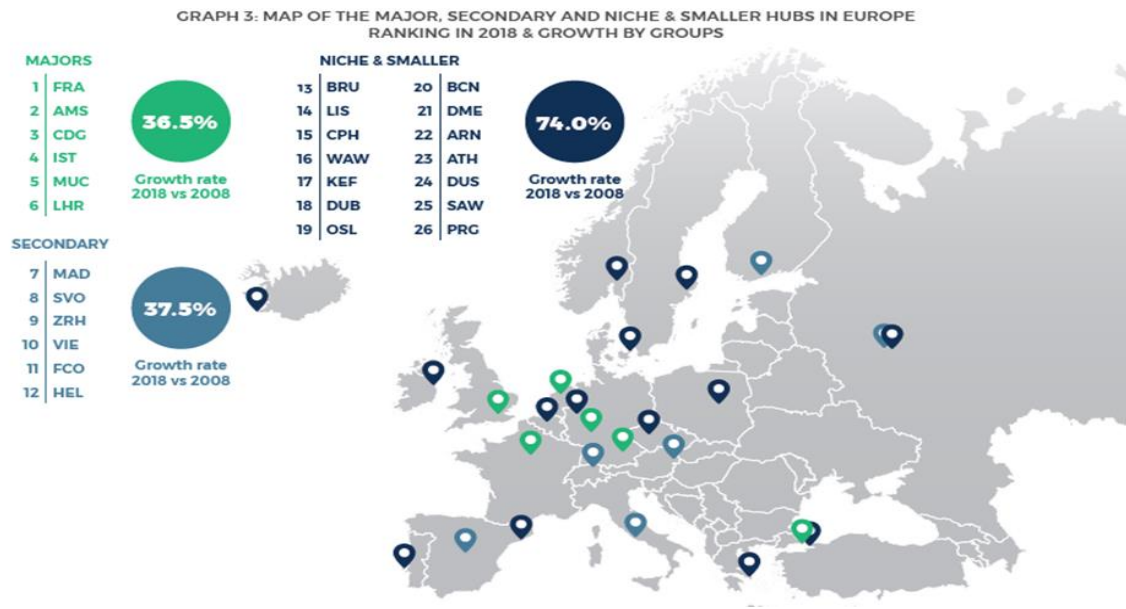 GRAPH 3: MAP OF THE MAJOR, SECONDARY AND NICHE & SMALLER HUBS IN EUROPE
RANKING IN 2018 & GROWTH BY GROUPS
MAJORS
1 FRA
2 AMS
3 CDG
4 IST
5 MUC
6 LHR
36.5%
Growth rate
2018 vs 2008
SECONDARY
7 MAD
8 SVO
9 ZRH
10 VIE
11 FCO
12 HEL
37.5%
Growth rate
2018 vs 2008
NICHE & SMALLER
13 BRU
14 LIS
15 CPH
16 WAW
17 KEF
18 DUB
19 OSL
20 BCN
21 DME
22 ARN
23 ATH
24 DUS
25 SAW
26 PRG
74.0%
Growth rate
2018 vs 2008